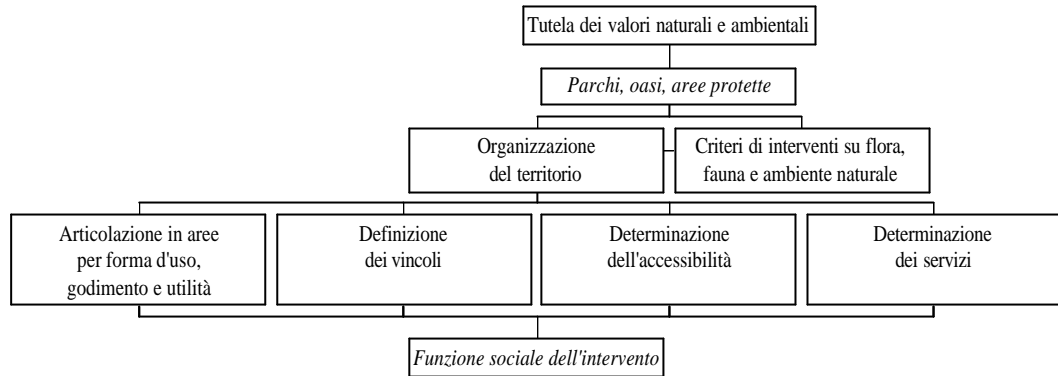 Tutela dei valori naturali e ambientali
Parchi, oasi, aree protette
Organizzazione
del territorio
Criteri di interventi su flora,
fauna e ambiente naturale
Articolazione in aree
per forma d'uso,
godimento e utilità
Definizione
dei vincoli
Determinazione
dell'accessibilità
Determinazione
dei servizi
Funzione sociale dell'intervento